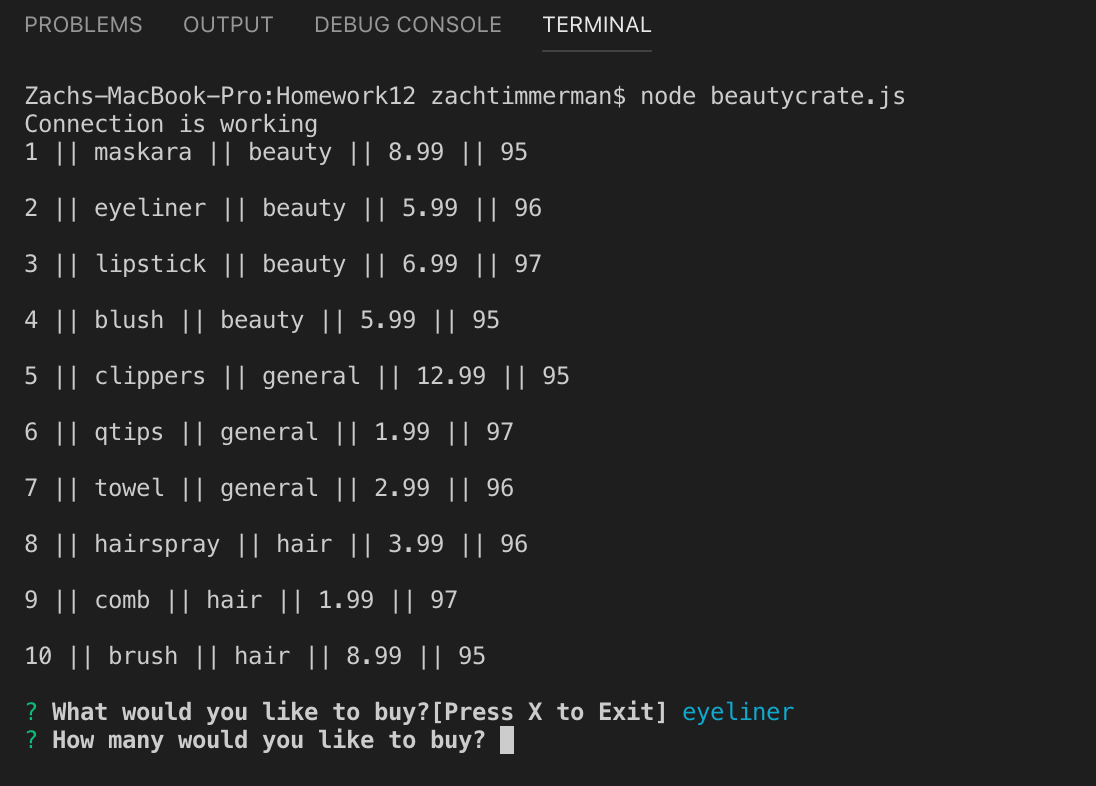 PROBLEMS OUTPUT DEBUG CONSOLE TERMINAL
Zachs-MacBook-Pro:Homework12 zachtimmerman$ node beautycrate.js
Connection is working
1 || maskara || beauty || 8.99 || 95
2 || eyeliner || beauty || 5.99 || 96
3 || lipstick || beauty || 6.99 || 97
4 || blush || beauty || 5.99 || 95
5 || clippers || general || 12.99 || 95
6 || qtips || general || 1.99 || 97
7 || towel || general || 2.99 || 96
8 || hairspray || hair || 3.99 || 96
9 || comb || hair || 1.99 || 97
10 || brush || hair || 8.99 || 95
? What would you like to buy?[Press X to Exit] eyeliner
? How many would you like to buy?